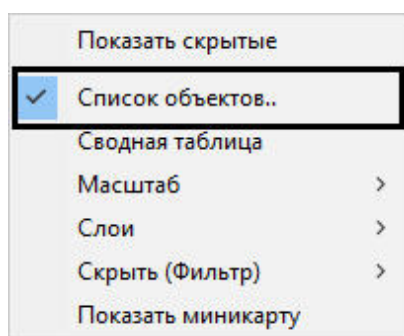 Показать скрытые
Список объектов..
Сводная таблица
Масштаб
Слои
Скрыть (Фильтр)
Показать миникарту